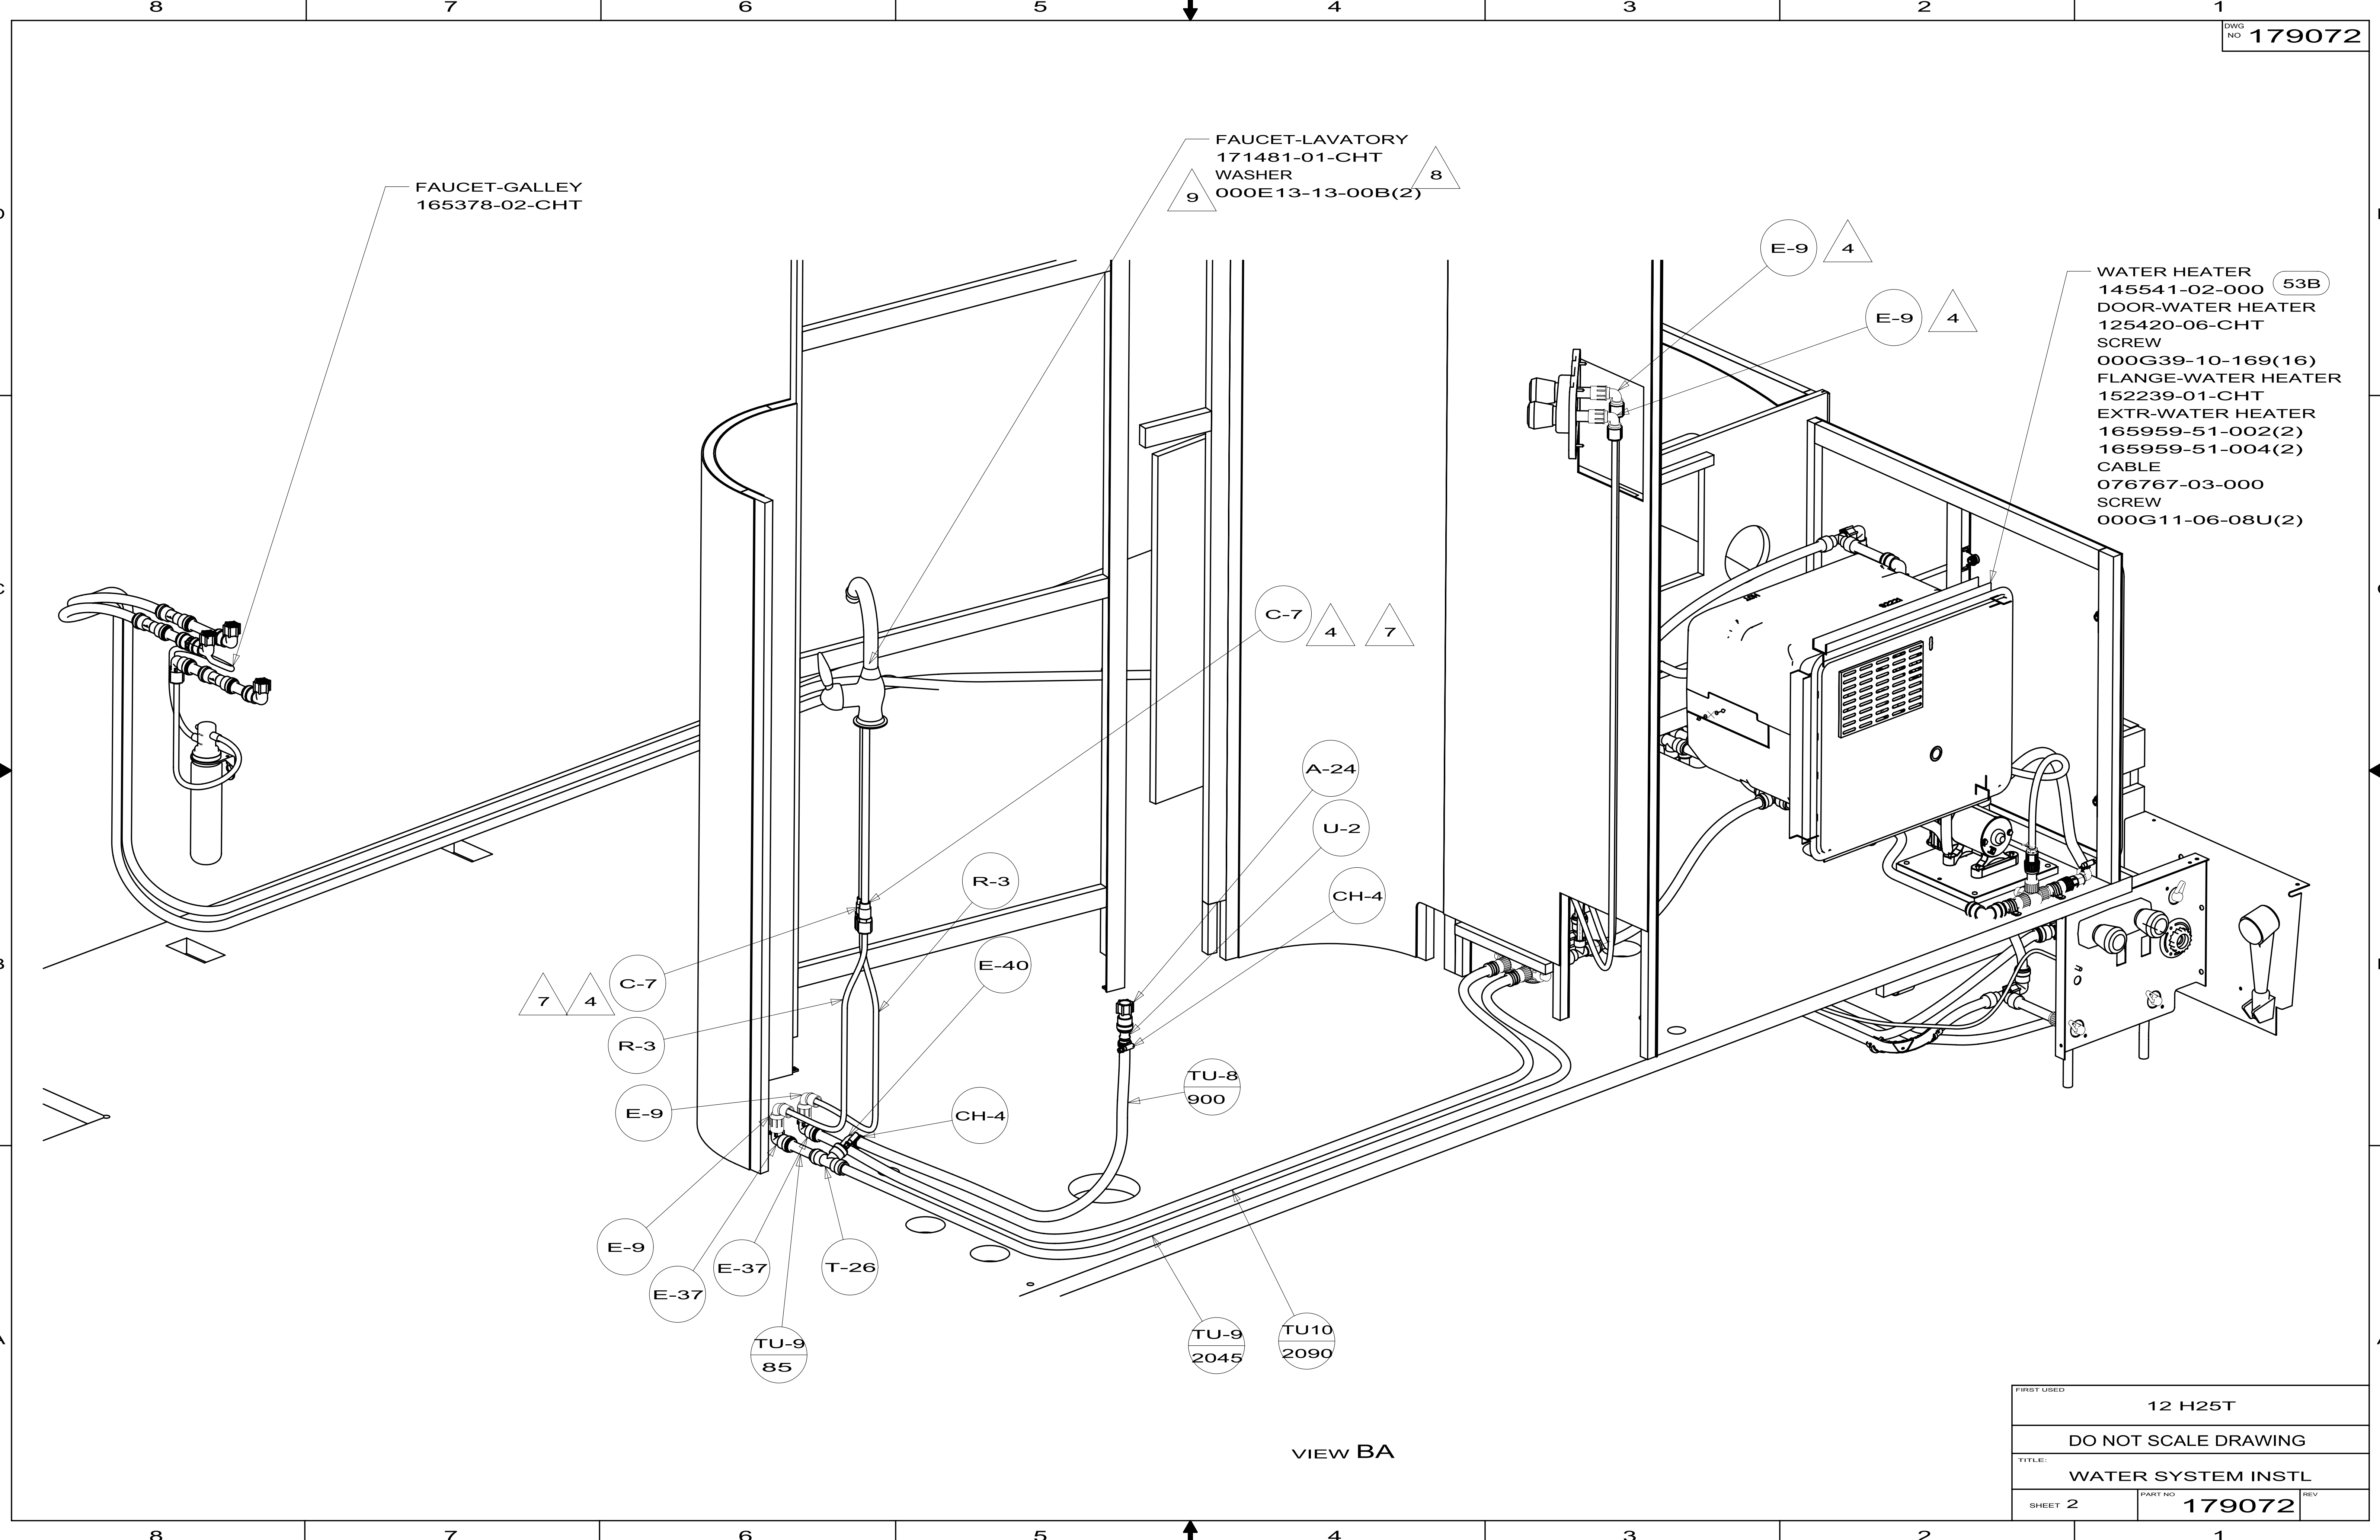 8 7 6 5 4 3 2 1
DWG NO 179072
FAUCET-LAVATORY
171481-01-CHT
WASHER
000E13-13-00B(2)
9
8
FAUCET-GALLEY
165378-02-CHT
E-9 4
E-9 4
WATER HEATER
145541-02-000 53B
DOOR-WATER HEATER
125420-06-CHT
SCREW
000G39-10-169(16)
FLANGE-WATER HEATER
152239-01-CHT
EXTR-WATER HEATER
165959-51-002(2)
165959-51-004(2)
CABLE
076767-03-000
SCREW
000G11-06-08U(2)
C-7 4 7
A-24
U-2
R-3
CH-4
E-40
7 4 C-7
R-3
TU-8
900
E-9
CH-4
E-9
E-37
E-37
T-26
TU-9
85
TU-9
2045
TU10
2090
VIEW BA
FIRST USED
12 H25T
DO NOT SCALE DRAWING
TITLE:
WATER SYSTEM INSTL
SHEET 2
PART NO 179072
REV
8 7 6 5 4 3 2 1